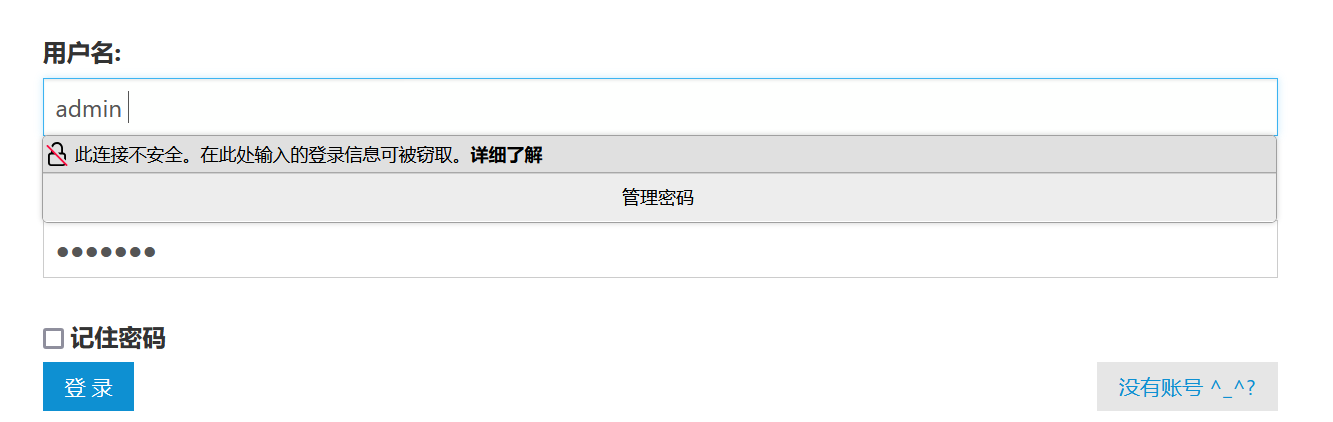 用户名:
admin
此连接不安全。在此处输入的登录信息可被窃取。详细了解
管理密码
●●●●●●●
记住密码
登 录
没有账号 ^_^?